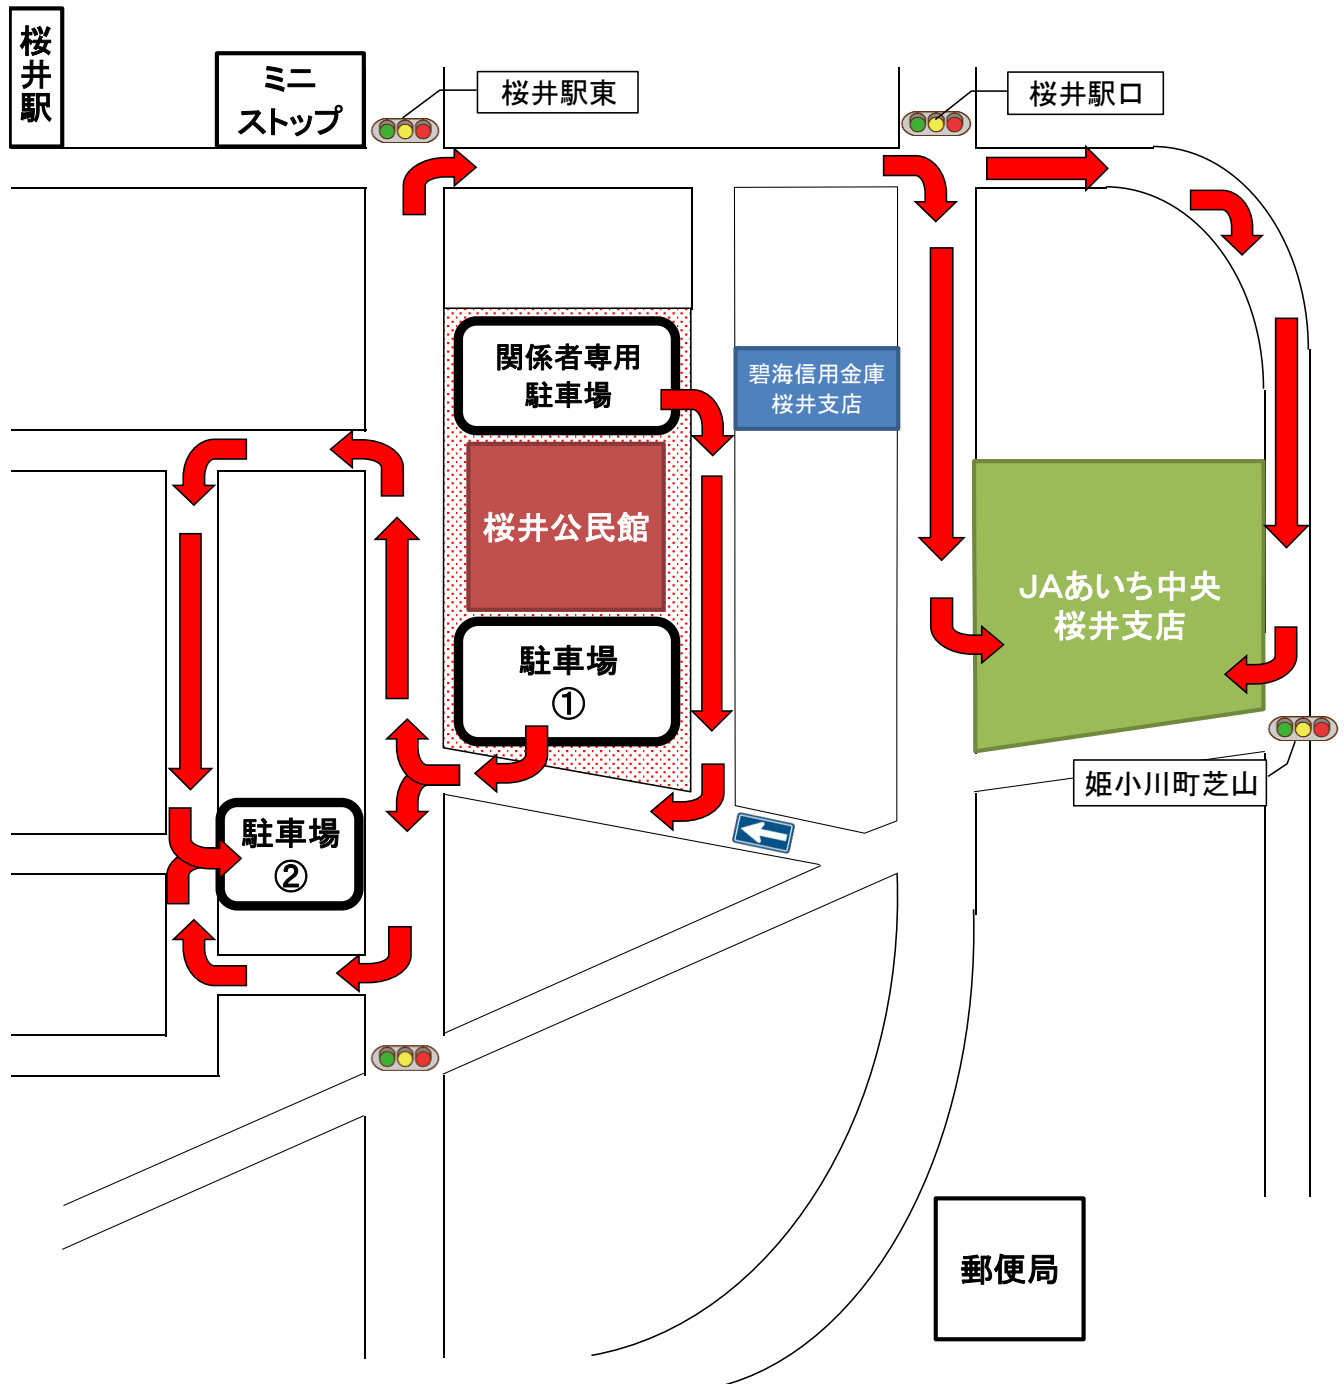 桜井駅
ミニ
ストップ
桜井駅東
桜井駅口
関係者専用
駐車場
碧海信用金庫
桜井支店
桜井公民館
JAあいち中央
桜井支店
駐車場
①
姫小川町芝山
駐車場
②
郵便局